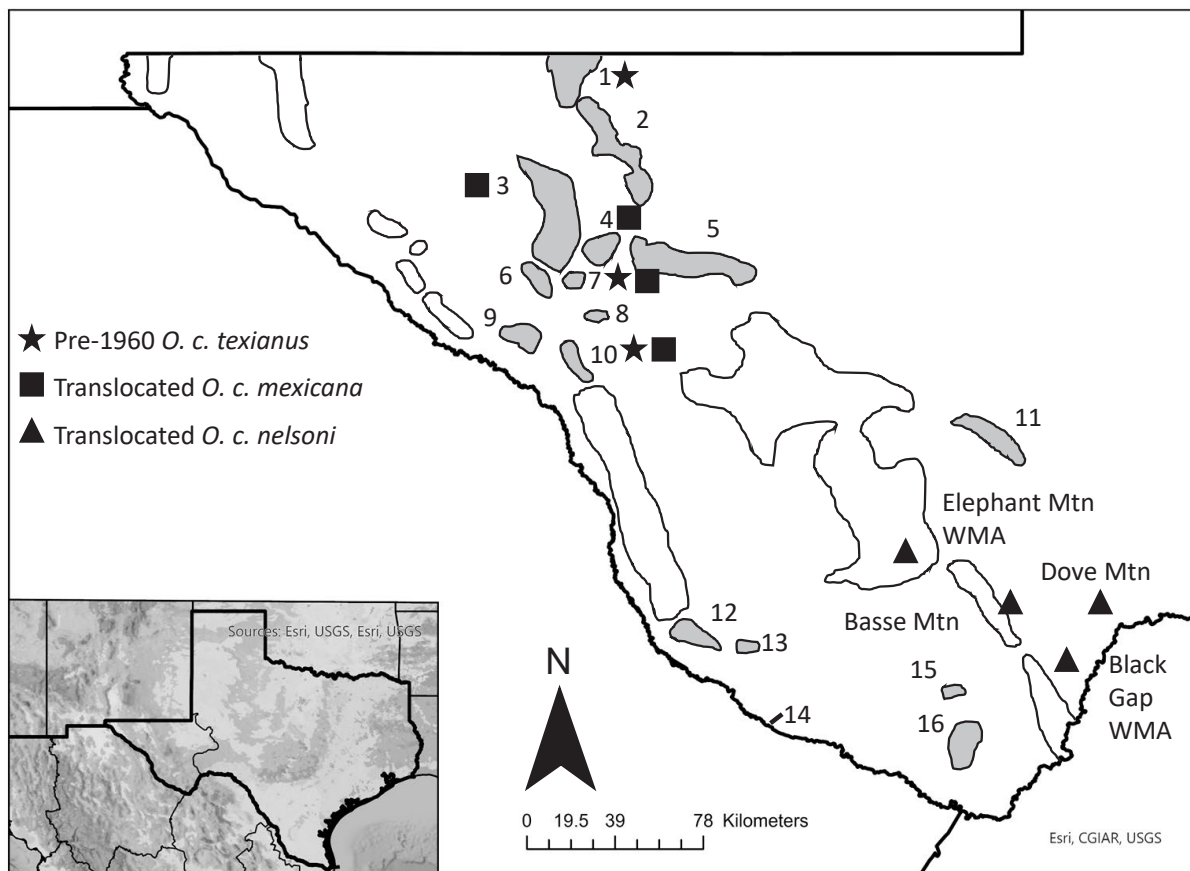 1
2
3
4
5
6
7
8
9
10
11
Pre-1960 O. c. texianus
Translocated O. c. mexicana
Translocated O. c. nelsoni
Elephant Mtn
WMA
Dove Mtn
Basse Mtn
12
13
Black
Gap
WMA
15
14
16
Sources: Esri, USGS, Esri, USGS
N
0 19.5 39 78 Kilometers
Esri, CGIAR, USGS